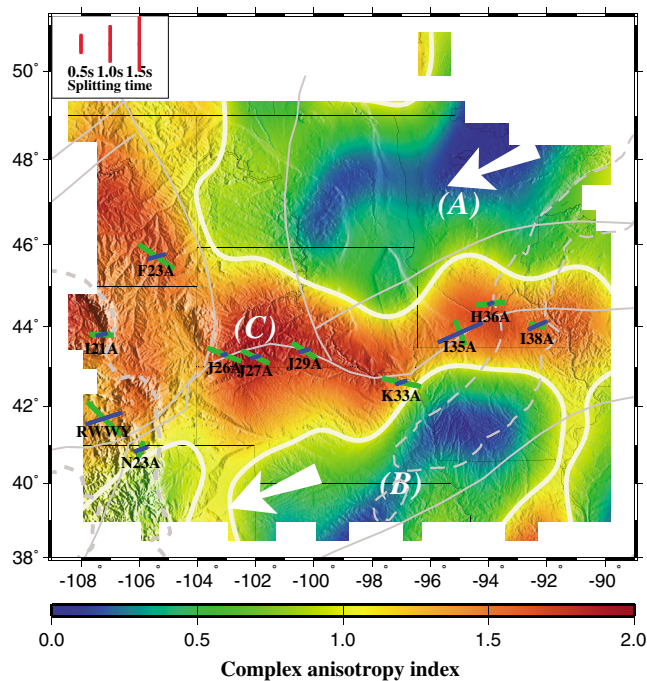 0.5s 1.0s 1.5s
Splitting time
50°
48°
46°
44°
42°
40°
38°
(A)
F23A
(C)
H36A
I21A
I35A
I38A
J26A
J27A
J29A
K33A
RWWY
N23A
(B)
-108 -106 -104 -102 -100 -98 -96 -94 -92 -90
0.0 0.5 1.0 1.5 2.0
Complex anisotropy index